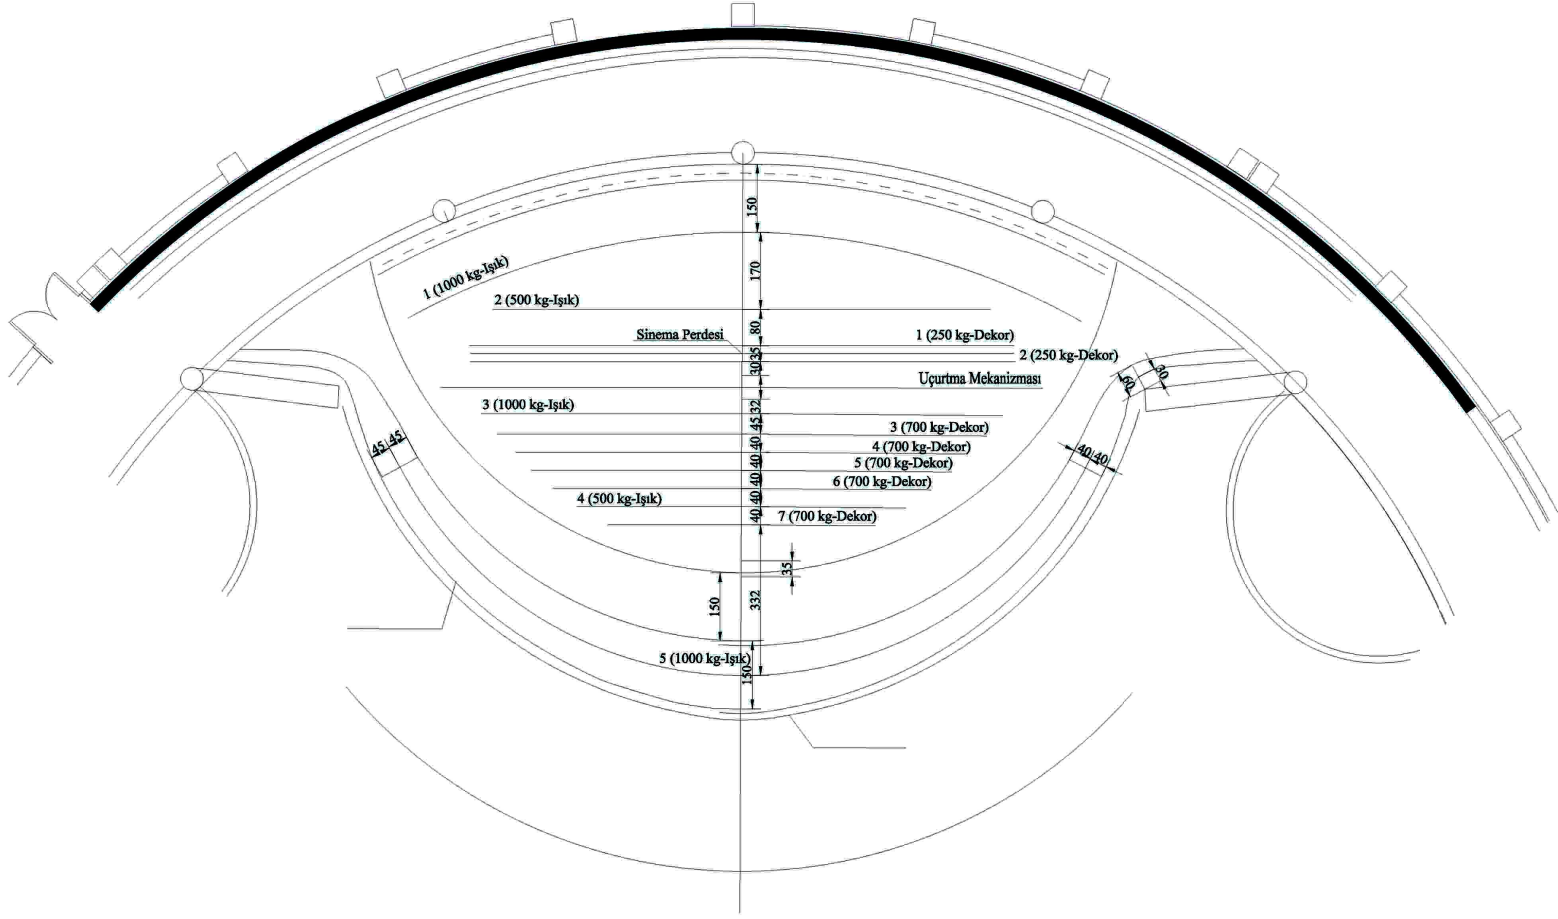 150
1 (1000 kg-Işık)
170
2 (500 kg-Işık)
80
Sinema Perdesi
1 (250 kg-Dekor)
35
2 (250 kg-Dekor)
30
Uçurtma Mekanizması
60
30
3 (1000 kg-Işık)
32
45
3 (700 kg-Dekor)
45
45
40
4 (700 kg-Dekor)
40
40
40
5 (700 kg-Dekor)
40
6 (700 kg-Dekor)
4 (500 kg-Işık)
40
40
7 (700 kg-Dekor)
35
150
332
5 (1000 kg-Işık)
150